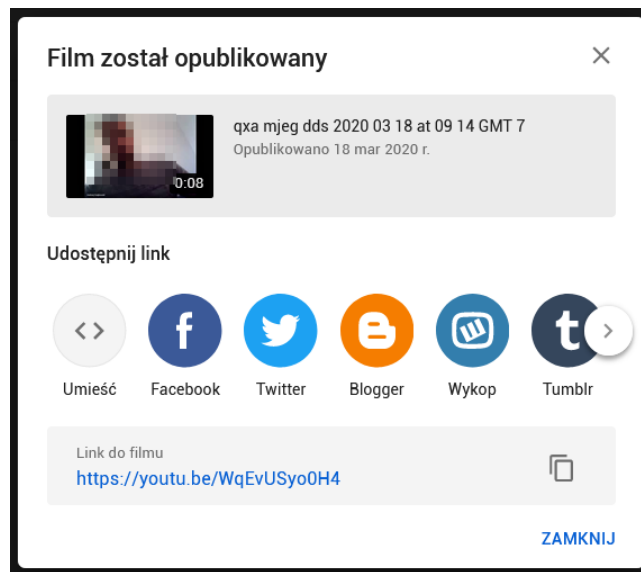 Film został opublikowany
0:08
qxa mjeg dds 2020 03 18 at 09 14 GMT 7
Opublikowano 18 mar 2020 r.
Udostępnij link
Umieść
Facebook
Twitter
Blogger
Wykop
Tumblr
Link do filmu
https://youtu.be/WqEvUSyo0H4
ZAMKNIJ